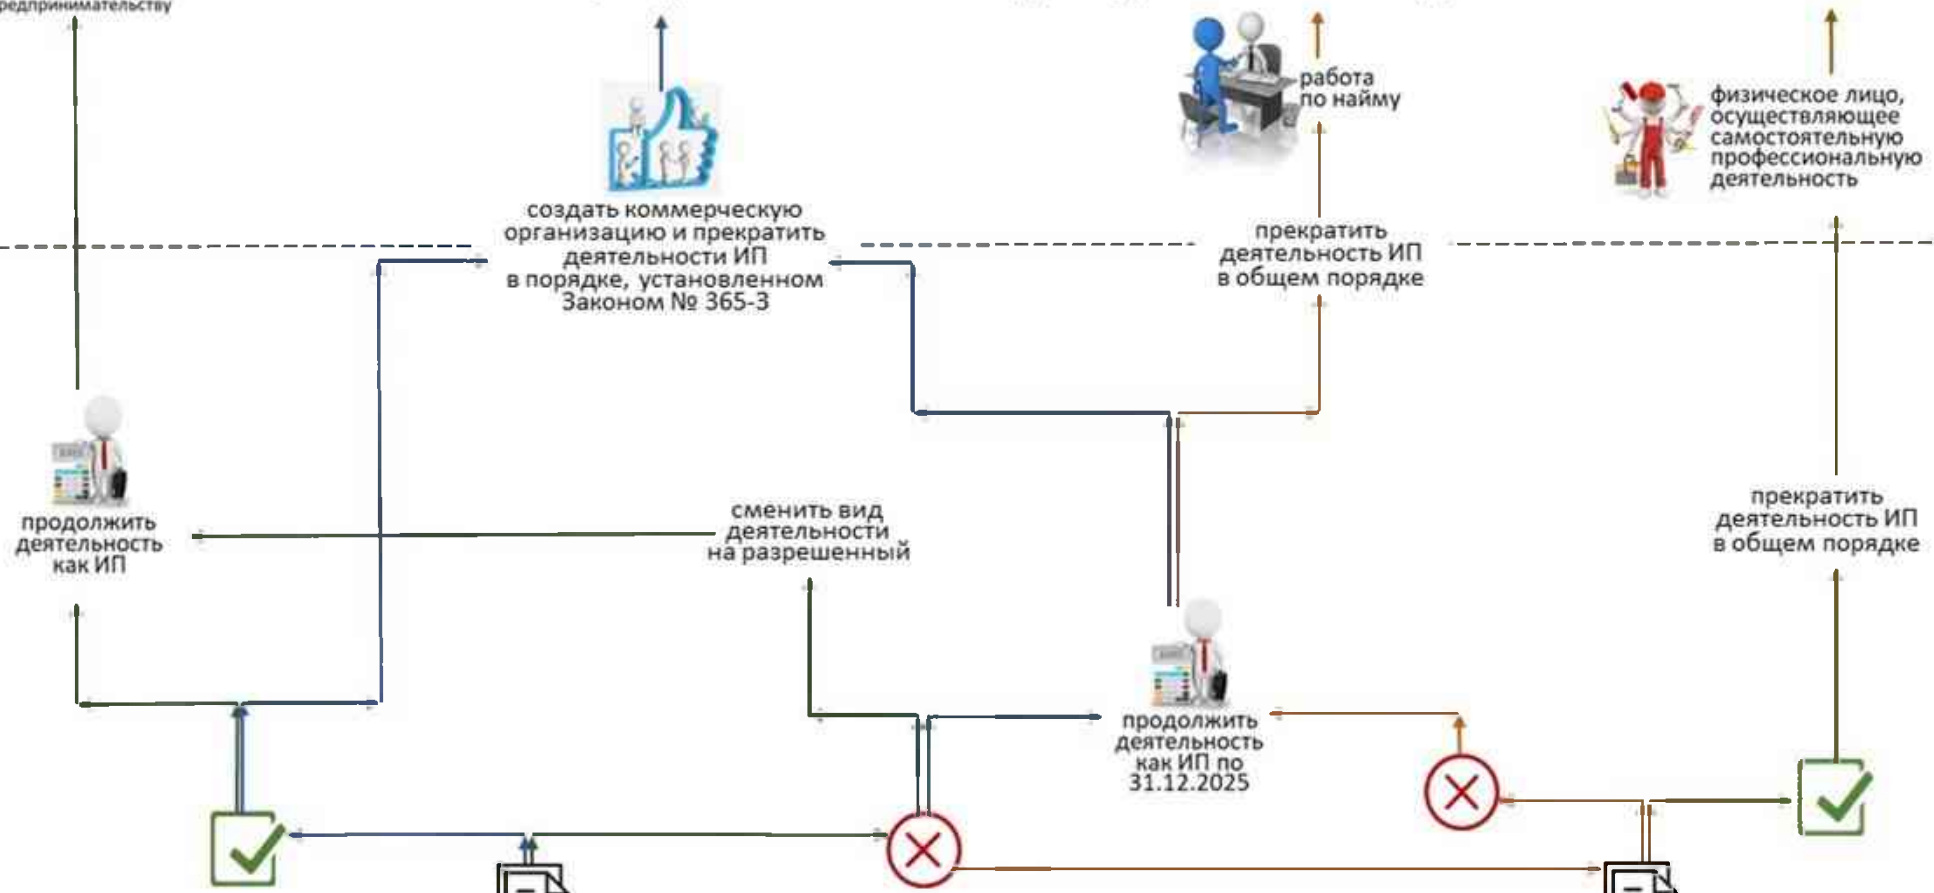 редпринимательству
работа
по найму
физическое лицо,
осуществляющее
самостоятельную
профессиональную
деятельность
создать коммерческую
организацию и прекратить
деятельности ИП
в порядке, установленном
Законом № 365-З
прекратить
деятельность ИП
в общем порядке
продолжить
деятельность
как ИП
сменить вид
деятельности
на разрешенный
прекратить
деятельность ИП
в общем порядке
продолжить
деятельность
как ИП по
31.12.2025